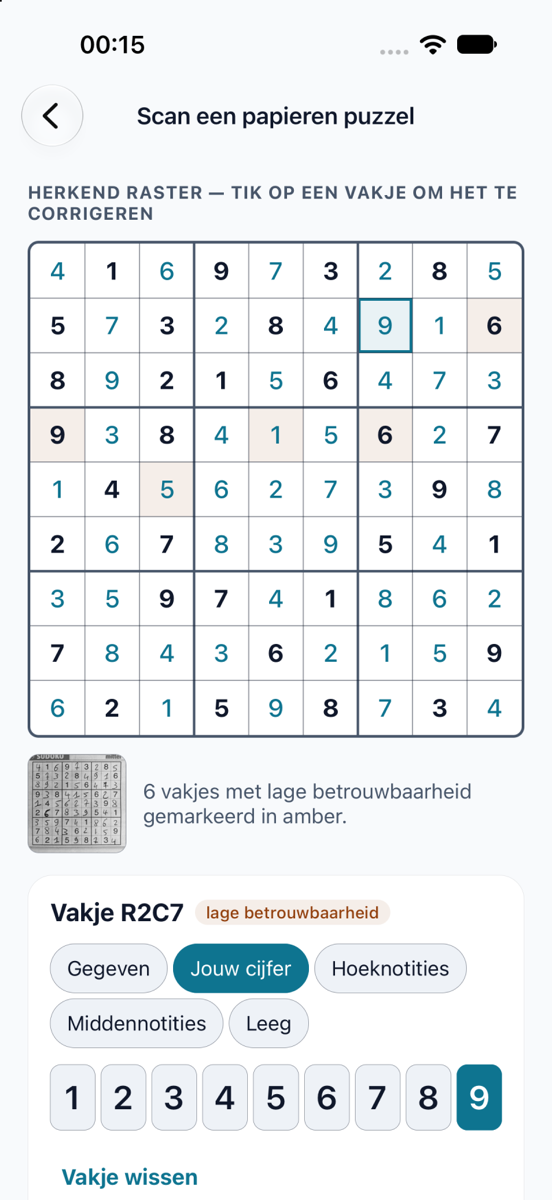 00:15
Scan een papieren puzzel
HERKEND RASTER — TIK OP EEN VAKJE OM HET TE
CORRIGEREN
4 1 6 9 7 3 2 8 5
5 7 3 2 8 4 9 1 6
8 9 2 1 5 6 4 7 3
9 3 8 4 1 5 6 2 7
1 4 5 6 2 7 3 9 8
2 6 7 8 3 9 5 4 1
3 5 9 7 4 1 8 6 2
7 8 4 3 6 2 1 5 9
6 2 1 5 9 8 7 3 4
6 vakjes met lage betrouwbaarheid
gemarkeerd in amber.
Vakje R2C7 lage betrouwbaarheid
Gegeven Jouw cijfer Hoeknotities
Middennotities Leeg
1 2 3 4 5 6 7 8 9
Vakje wissen